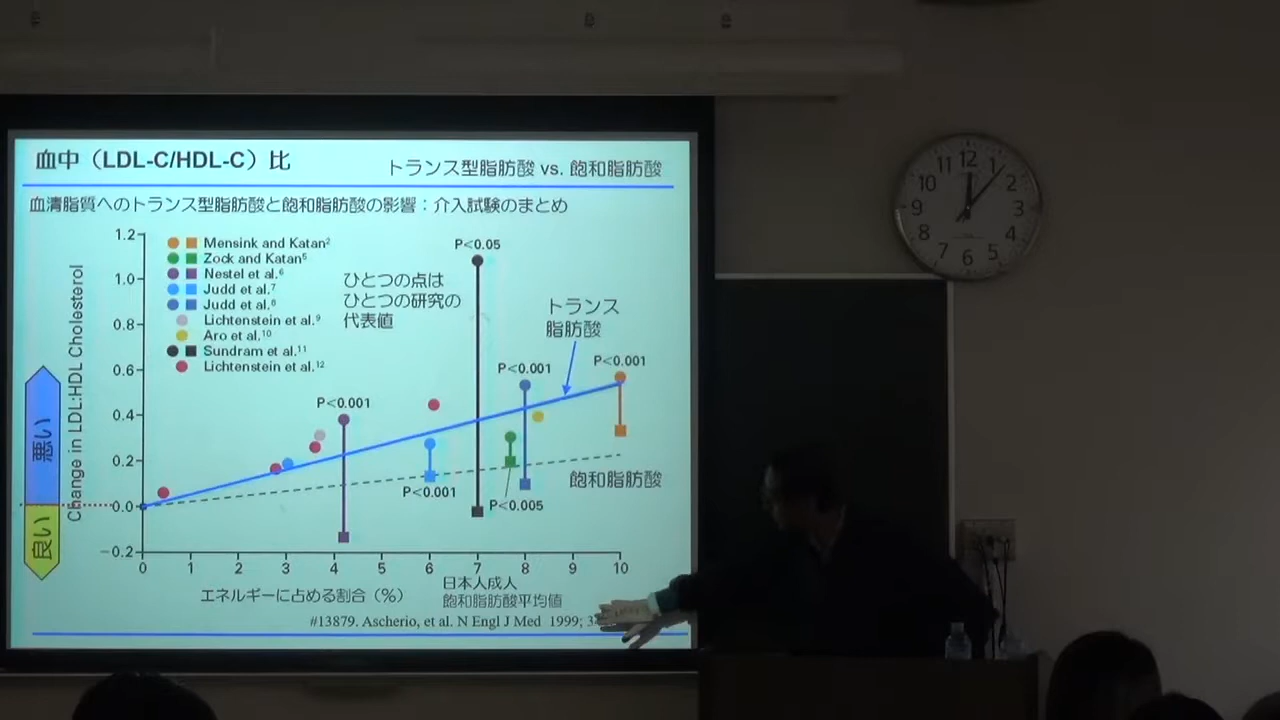 血中（LDL-C/HDL-C）比
トランス型脂肪酸 vs. 飽和脂肪酸
血清脂質へのトランス型脂肪酸と飽和脂肪酸の影響：介入試験のまとめ
Change in LDL:HDL Cholesterol
悪い
良い
1.2
1.0
0.8
0.6
0.4
0.2
0.0
−0.2
Mensink and Katan²
Zock and Katan⁵
Nestel et al.⁶
Judd et al.⁷
Judd et al.⁸
Lichtenstein et al.⁹
Aro et al.¹⁰
Sundram et al.¹¹
Lichtenstein et al.¹²
ひとつの点は
ひとつの研究の
代表値
P<0.05
トランス
脂肪酸
P<0.001
P<0.001
P<0.001
P<0.001
P<0.005
飽和脂肪酸
0 1 2 3 4 5 6 7 8 9 10
エネルギーに占める割合（%）
日本人成人
飽和脂肪酸平均値
#13879. Ascherio, et al. N Engl J Med 1999;
12 1 2 3 4 5 6 7 8 9 10 11